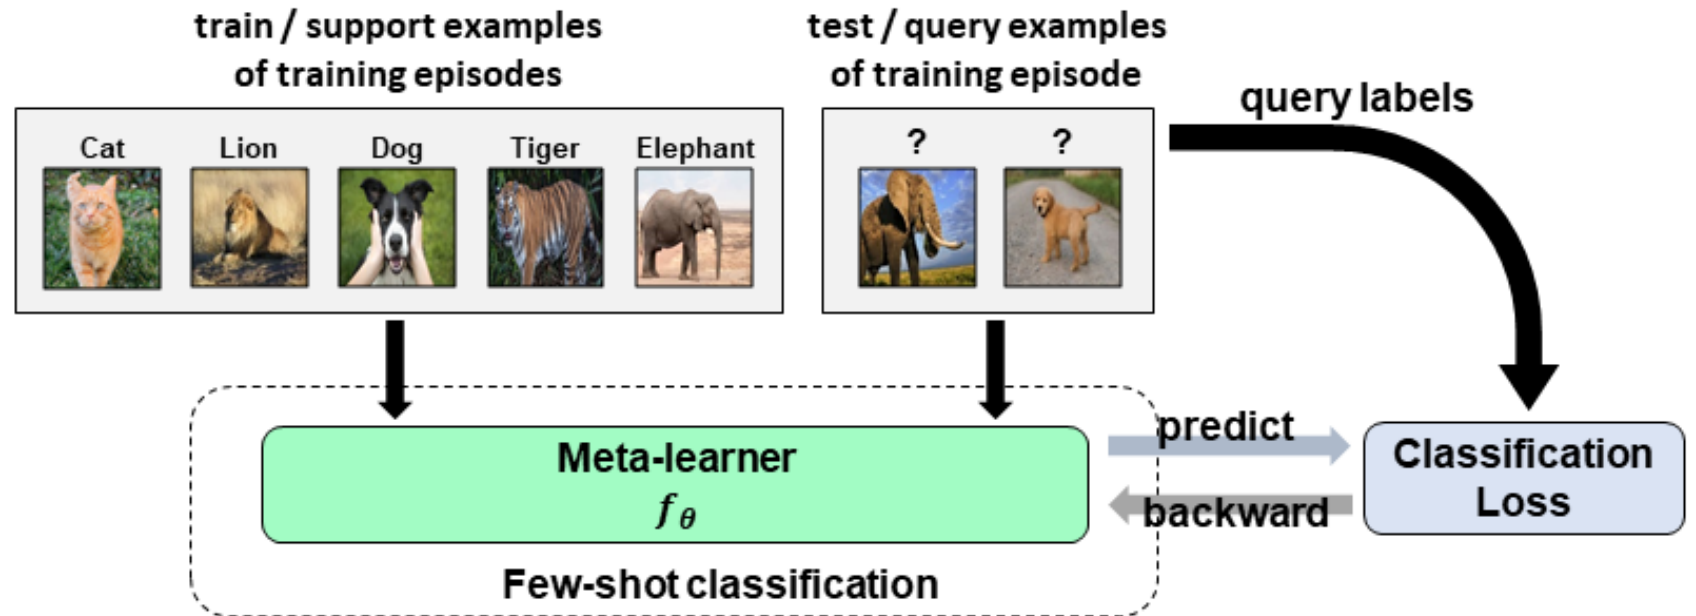 train / support examples
of training episodes
test / query examples
of training episode
query labels
Cat
Lion
Dog
Tiger
Elephant
?
?
predict
backward
Meta-learner
fθ
Classification
Loss
Few-shot classification